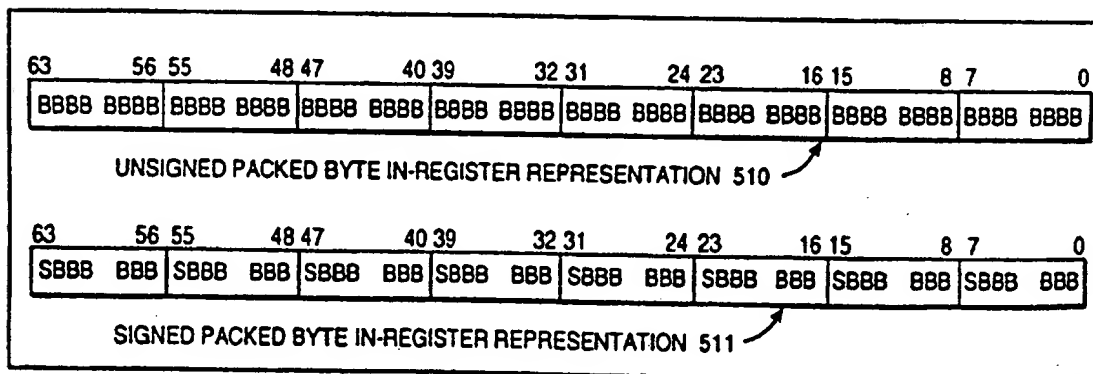 63 56 55 48 47 40 39 32 31 24 23 16 15 8 7 0
BBBB BBBB BBBB BBBB BBBB BBBB BBBB BBBB BBBB BBBB BBBB BBBB BBBB BBBB BBBB BBBB
UNSIGNED PACKED BYTE IN-REGISTER REPRESENTATION 510
63 56 55 48 47 40 39 32 31 24 23 16 15 8 7 0
SBBB BBB SBBB BBB SBBB BBB SBBB BBB SBBB BBB SBBB BBB SBBB BBB SBBB BBB
SIGNED PACKED BYTE IN-REGISTER REPRESENTATION 511